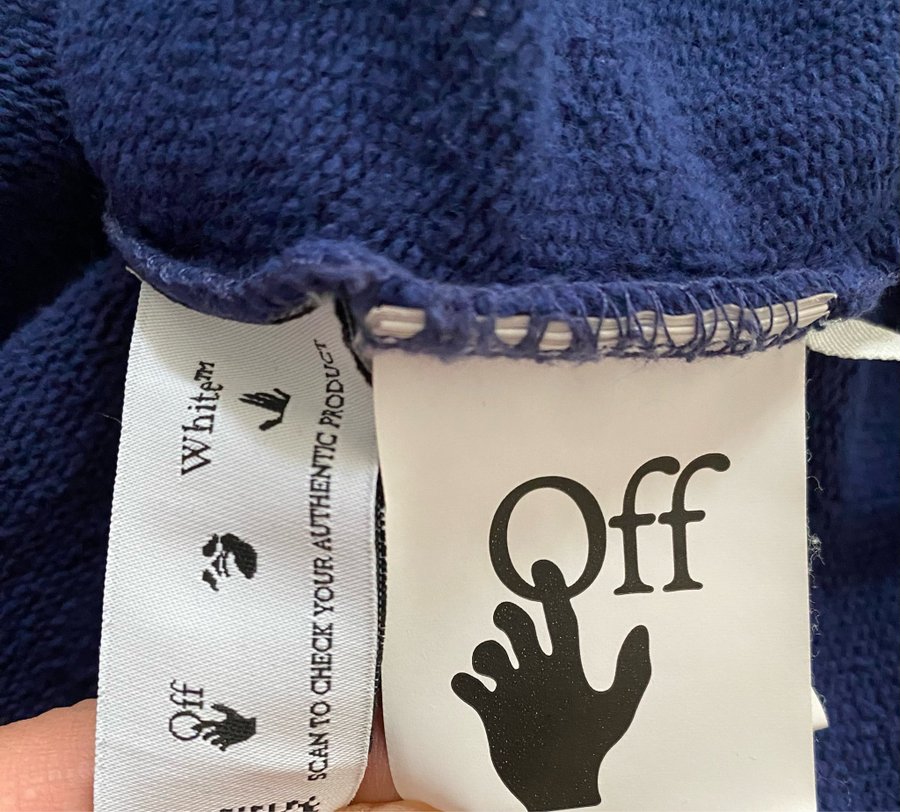 White™
Off
SCAN TO CHECK YOUR AUTHENTIC PRODUCT
Off